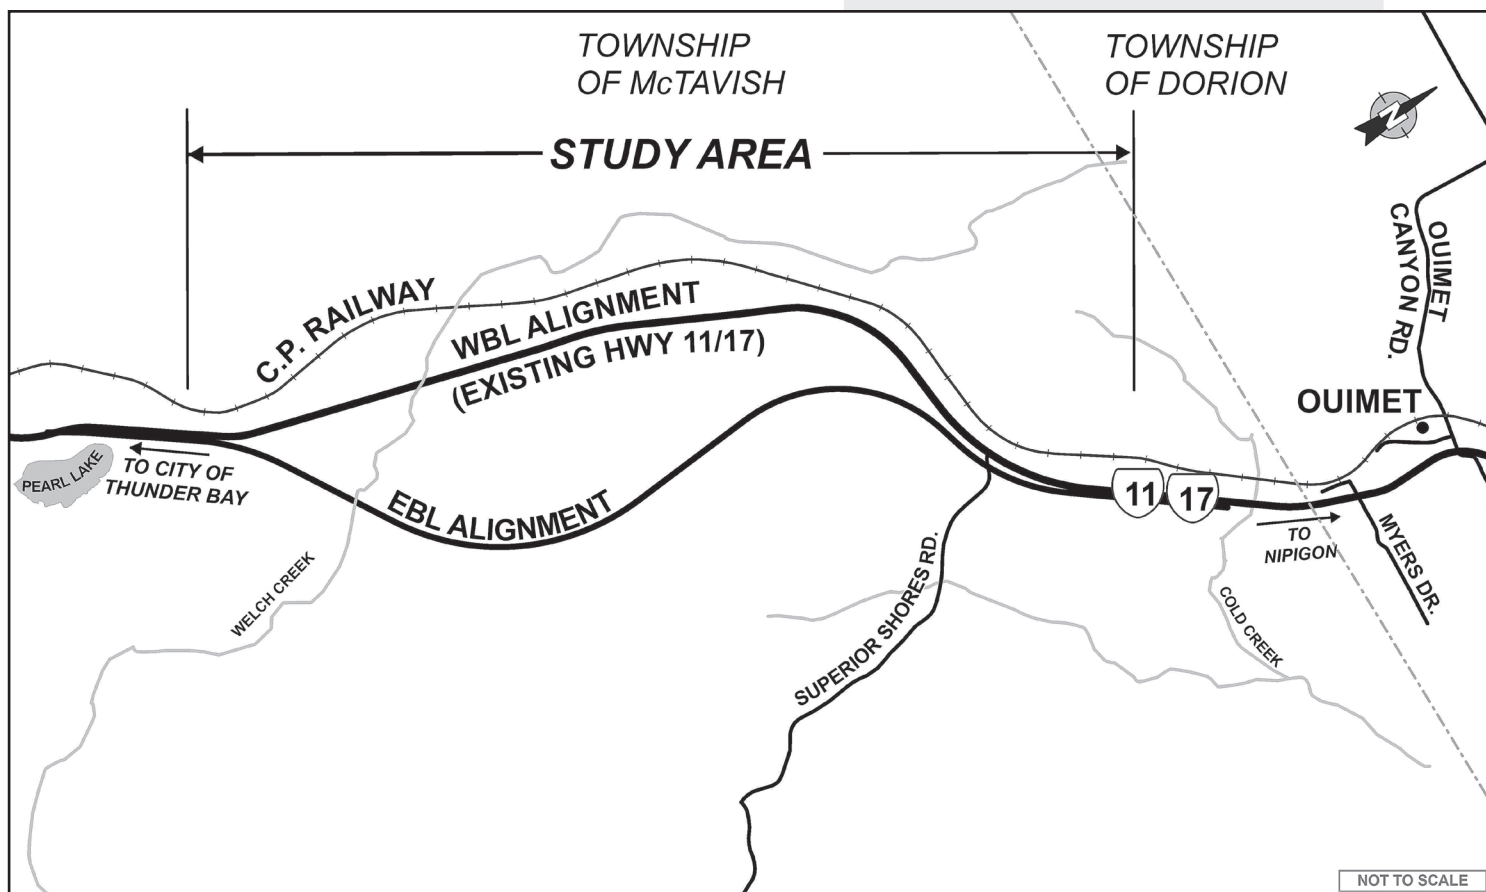 TOWNSHIP
OF McTAVISH
TOWNSHIP
OF DORION
N
STUDY AREA
OUIMET
CANYON RD.
C.P. RAILWAY
WBL ALIGNMENT
(EXISTING HWY 11/17)
OUIMET
PEARL LAKE
TO CITY OF
THUNDER BAY
EBL ALIGNMENT
11
17
TO
NIPIGON
MYERS DR.
WELCH CREEK
SUPERIOR SHORES RD.
COLD CREEK
NOT TO SCALE